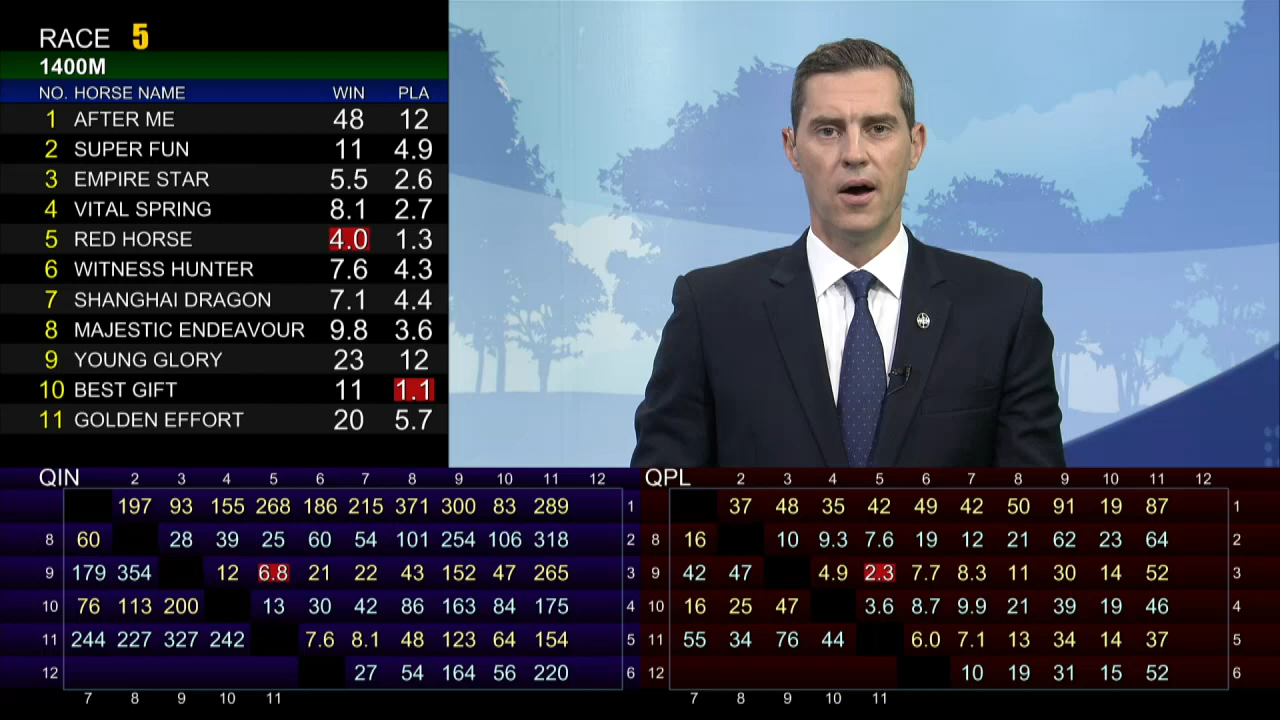 RACE 5
1400M
NO. HORSE NAME WIN PLA
1 AFTER ME 48 12
2 SUPER FUN 11 4.9
3 EMPIRE STAR 5.5 2.6
4 VITAL SPRING 8.1 2.7
5 RED HORSE 4.0 1.3
6 WITNESS HUNTER 7.6 4.3
7 SHANGHAI DRAGON 7.1 4.4
8 MAJESTIC ENDEAVOUR 9.8 3.6
9 YOUNG GLORY 23 12
10 BEST GIFT 11 1.1
11 GOLDEN EFFORT 20 5.7
QIN 2 3 4 5 6 7 8 9 10 11 12
197 93 155 268 186 215 371 300 83 289 1
8 60 28 39 25 60 54 101 254 106 318 2
9 179 354 12 6.8 21 22 43 152 47 265 3
10 76 113 200 13 30 42 86 163 84 175 4
11 244 227 327 242 7.6 8.1 48 123 64 154 5
12 27 54 164 56 220 6
7 8 9 10 11
QPL 2 3 4 5 6 7 8 9 10 11 12
37 48 35 42 49 42 50 91 19 87 1
8 16 10 9.3 7.6 19 12 21 62 23 64 2
9 42 47 4.9 2.3 7.7 8.3 11 30 14 52 3
10 16 25 47 3.6 8.7 9.9 21 39 19 46 4
11 55 34 76 44 6.0 7.1 13 34 14 37 5
12 10 19 31 15 52 6
7 8 9 10 11